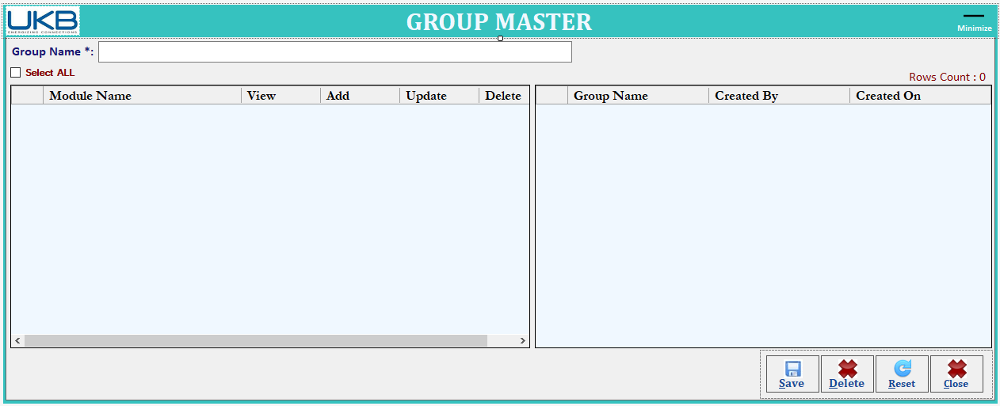 UKB
ENERGIZING CONNECTIONS
GROUP MASTER
Minimize
Group Name *:
Select ALL
Rows Count : 0
Module Name View Add Update Delete
Group Name Created By Created On
Save Delete Reset Close